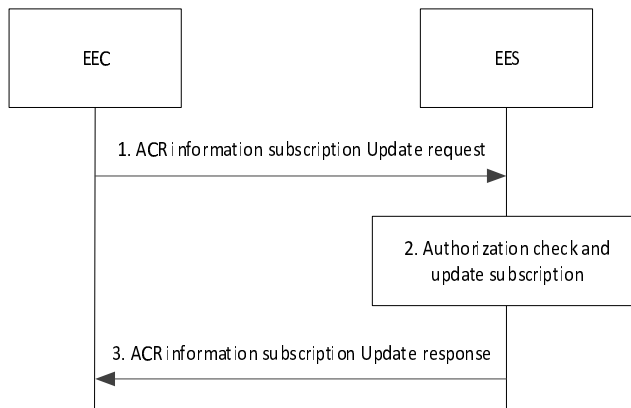 EEC
EES
1. ACR information subscription Update request
2. Authorization check and
update subscription
3. ACR information subscription Update response